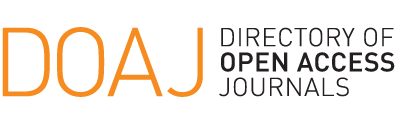 DOAJ
DIRECTORY OF
OPEN ACCESS
JOURNALS